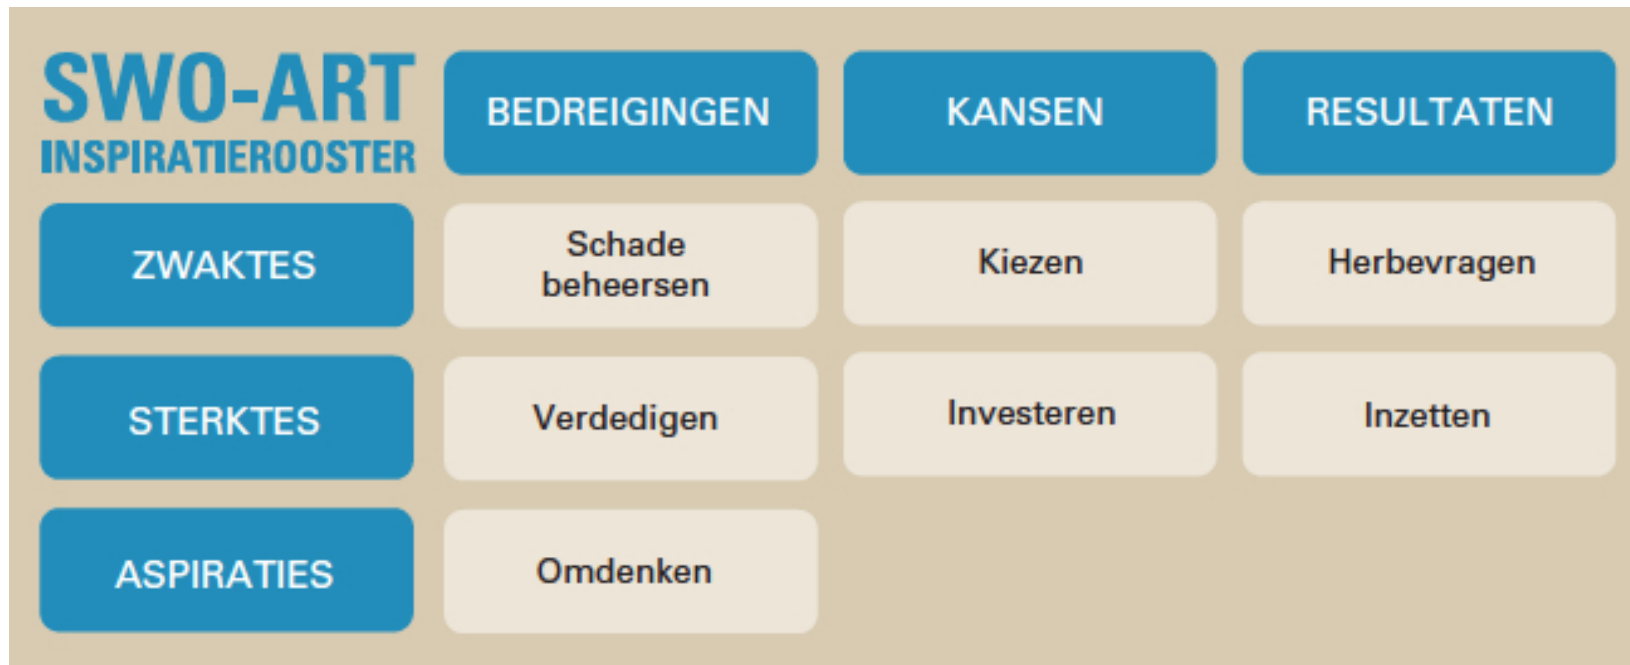 SWO-ART
INSPIRATIEROOSTER
BEDREIGINGEN
KANSEN
RESULTATEN
ZWAKTES
Schade
beheersen
Kiezen
Herbevragen
STERKTES
Verdedigen
Investeren
Inzetten
ASPIRATIES
Omdenken